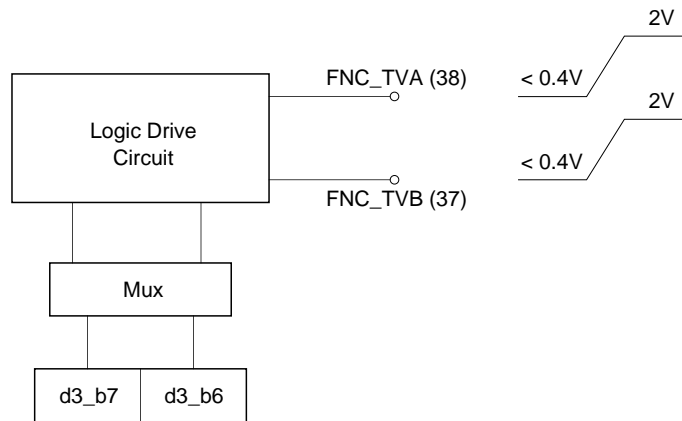 2V
FNC_TVA (38)
< 0.4V
2V
Logic Drive
Circuit
< 0.4V
FNC_TVB (37)
Mux
d3_b7
d3_b6